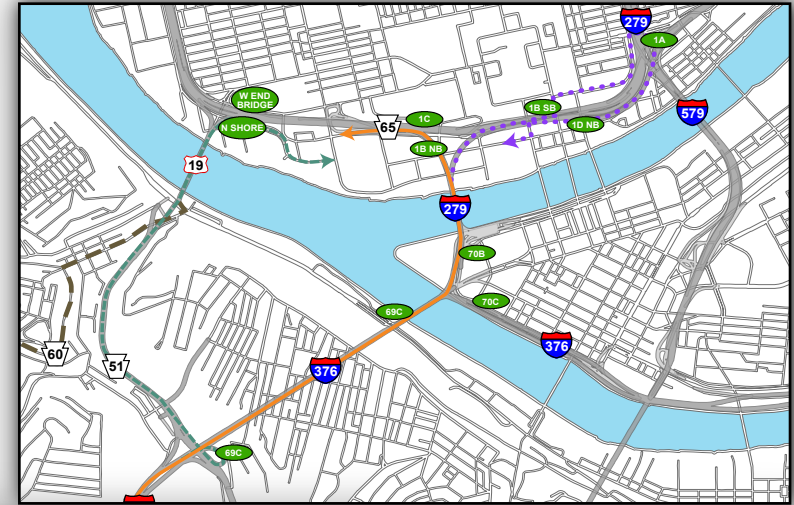 279
1A
W END
BRIDGE
1B SB
579
1C
N SHORE
65
1D NB
1B NB
19
279
70B
70C
69C
376
60
51
376
69C